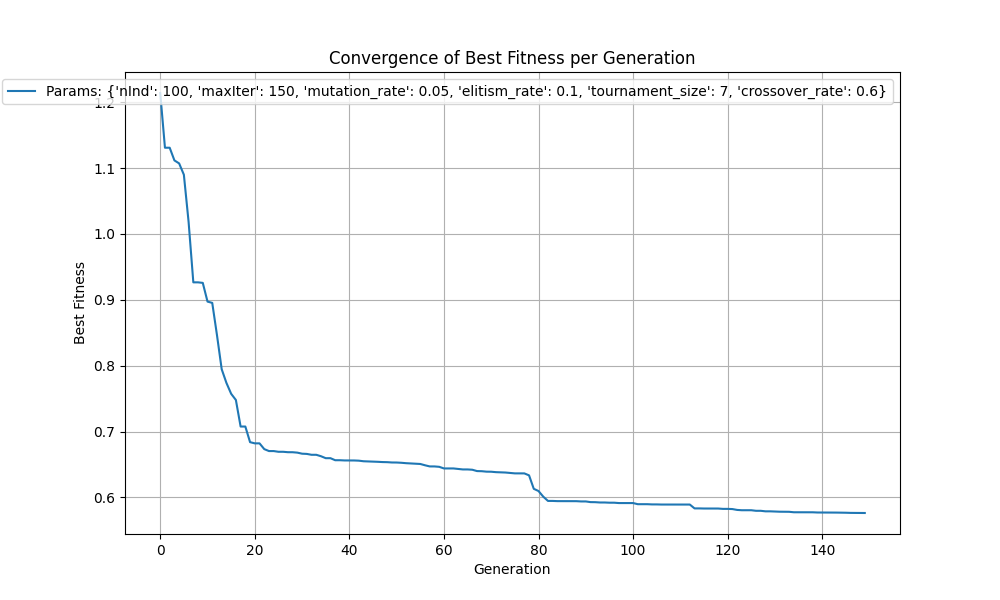 Convergence of Best Fitness per Generation
Params: {'nInd': 100, 'maxIter': 150, 'mutation_rate': 0.05, 'elitism_rate': 0.1, 'tournament_size': 7, 'crossover_rate': 0.6}
1.2
1.1
1.0
0.9
0.8
0.7
0.6
Best Fitness
0 20 40 60 80 100 120 140
Generation